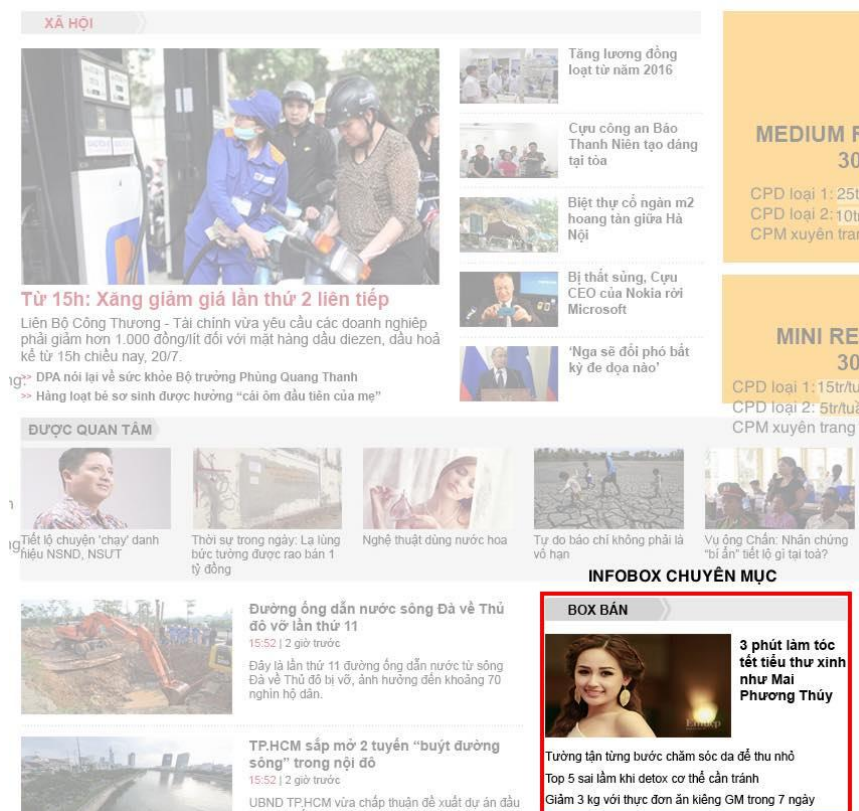 XÃ HỘI
Từ 15h: Xăng giảm giá lần thứ 2 liên tiếp
Liên Bộ Công Thương - Tài chính vừa yêu cầu các doanh nghiệp
phải giảm hơn 1.000 đồng/lít đối với mặt hàng dầu diezen, dầu hoả
kể từ 15h chiều nay, 20/7.
>> DPA nói lại về sức khỏe Bộ trưởng Phùng Quang Thanh
>> Hàng loạt bé sơ sinh được hưởng “cái ôm đầu tiên của mẹ”
Tăng lương đồng
loạt từ năm 2016
Cựu công an Báo
Thanh Niên tạo dáng
tại tòa
Biệt thự cổ ngàn m2
hoang tàn giữa Hà
Nội
Bị thất sủng, Cựu
CEO của Nokia rời
Microsoft
‘Nga sẽ đối phó bất
kỳ đe dọa nào’
MEDIUM
30
CPD loại 1: 25t
CPD loại 2: 10t
CPM xuyên tran
MINI RE
30
CPD loại 1: 15tr/tu
CPD loại 2: 5tr/tuầ
CPM xuyên trang
ĐƯỢC QUAN TÂM
Tiết lộ chuyện 'chạy' danh
hiệu NSND, NSƯT
Thời sự trong ngày: Lạ lùng
bức tường được rao bán 1
tỷ đồng
Nghệ thuật dùng nước hoa
Tự do báo chí không phải là
vô hạn
Vụ ông Chấn: Nhân chứng
“bí ẩn” tiết lộ gì tại toà?
Đường ống dẫn nước sông Đà về Thủ
đô vỡ lần thứ 11
15:52 | 2 giờ trước
Đây là lần thứ 11 đường ống dẫn nước từ sông
Đà về Thủ đô bị vỡ, ảnh hưởng đến khoảng 70
nghìn hộ dân.
TP.HCM sắp mở 2 tuyến “buýt đường
sông” trong nội đô
15:52 | 2 giờ trước
UBND TP.HCM vừa chấp thuận đề xuất dự án đầu
INFOBOX CHUYÊN MỤC
BOX BÁN
3 phút làm tóc
tết tiểu thư xinh
như Mai
Phương Thúy
Emdep
Tường tận từng bước chăm sóc da để thu nhỏ
Top 5 sai lầm khi detox cơ thể cần tránh
Giảm 3 kg với thực đơn ăn kiêng GM trong 7 ngày